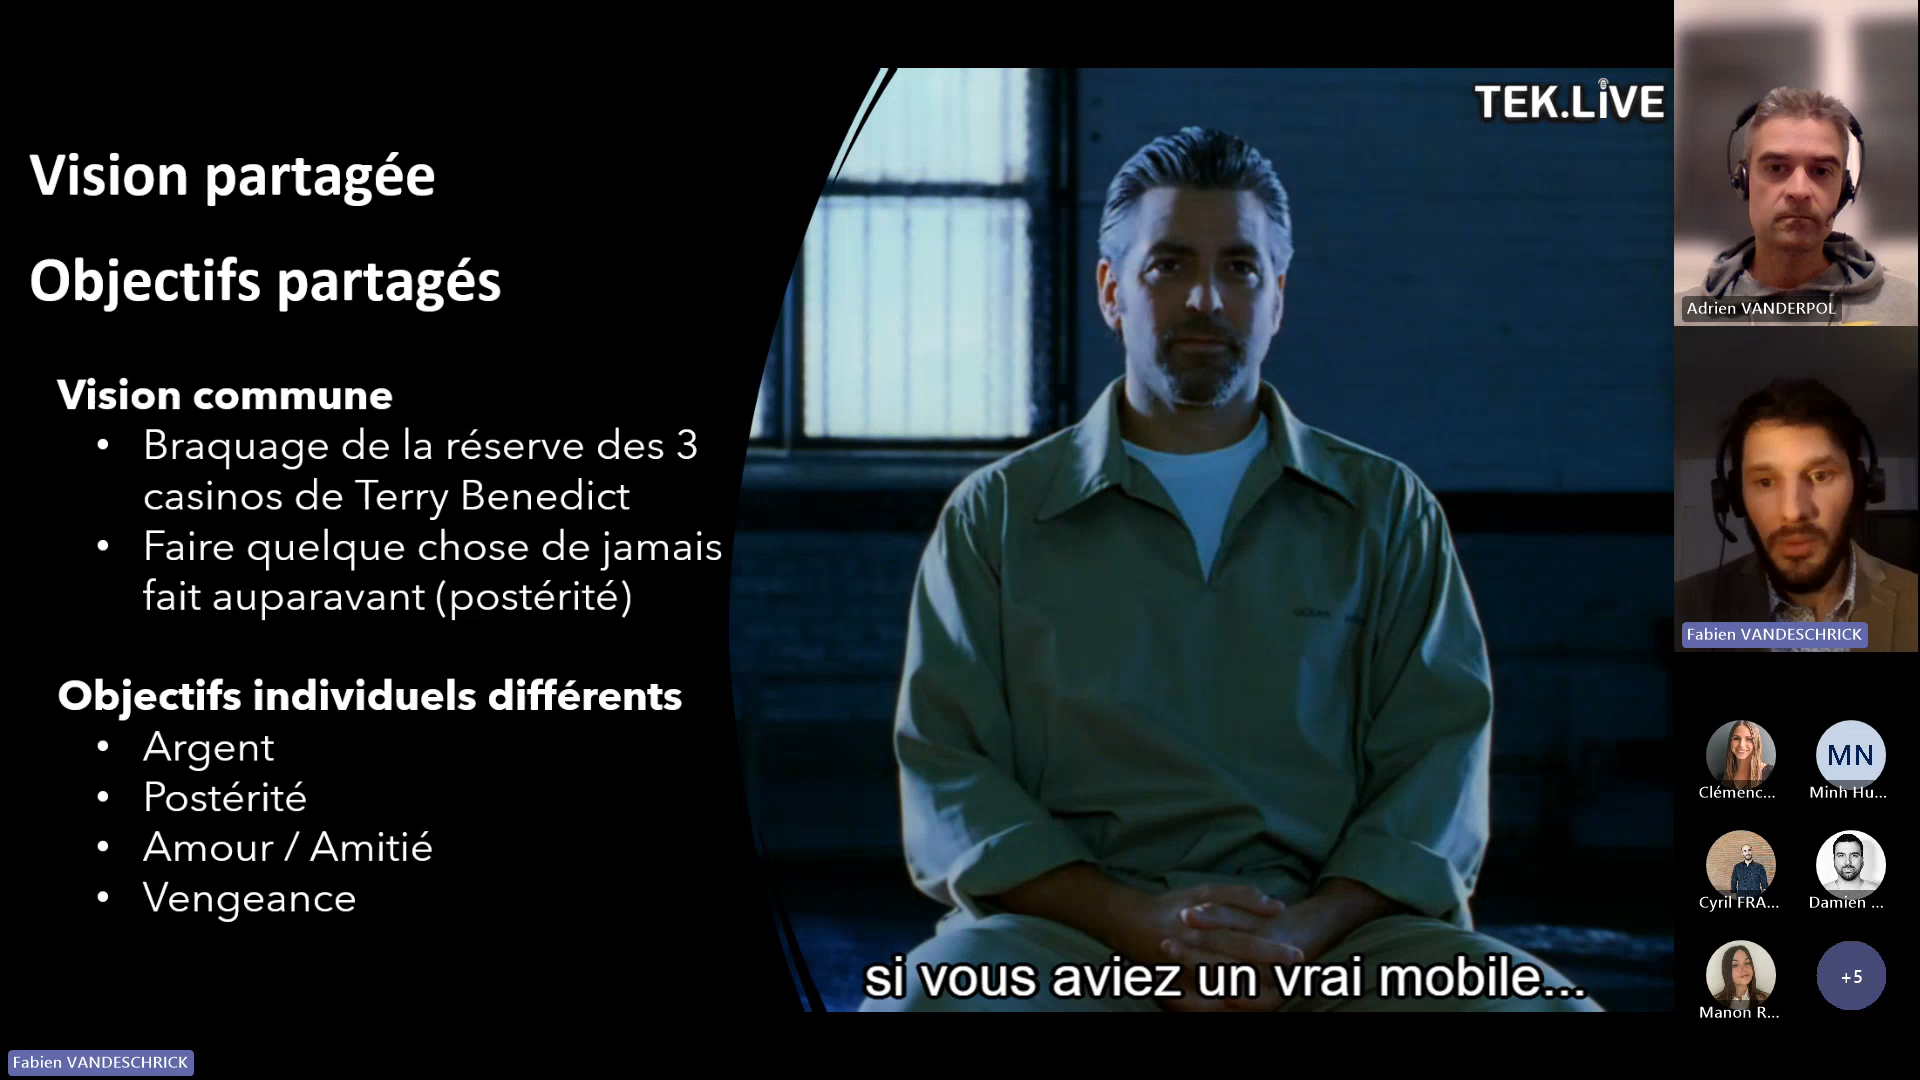 Vision partagée
Objectifs partagés
Vision commune
• Braquage de la réserve des 3
casinos de Terry Benedict
• Faire quelque chose de jamais
fait auparavant (postérité)
Objectifs individuels différents
• Argent
• Postérité
• Amour / Amitié
• Vengeance
TEK.LiVE
si vous aviez un vrai mobile...
Adrien VANDERPOL
Fabien VANDESCHRICK
MN
Clémenc...
Minh Hu...
Cyril FRA...
Damien ...
+5
Manon R...
Fabien VANDESCHRICK